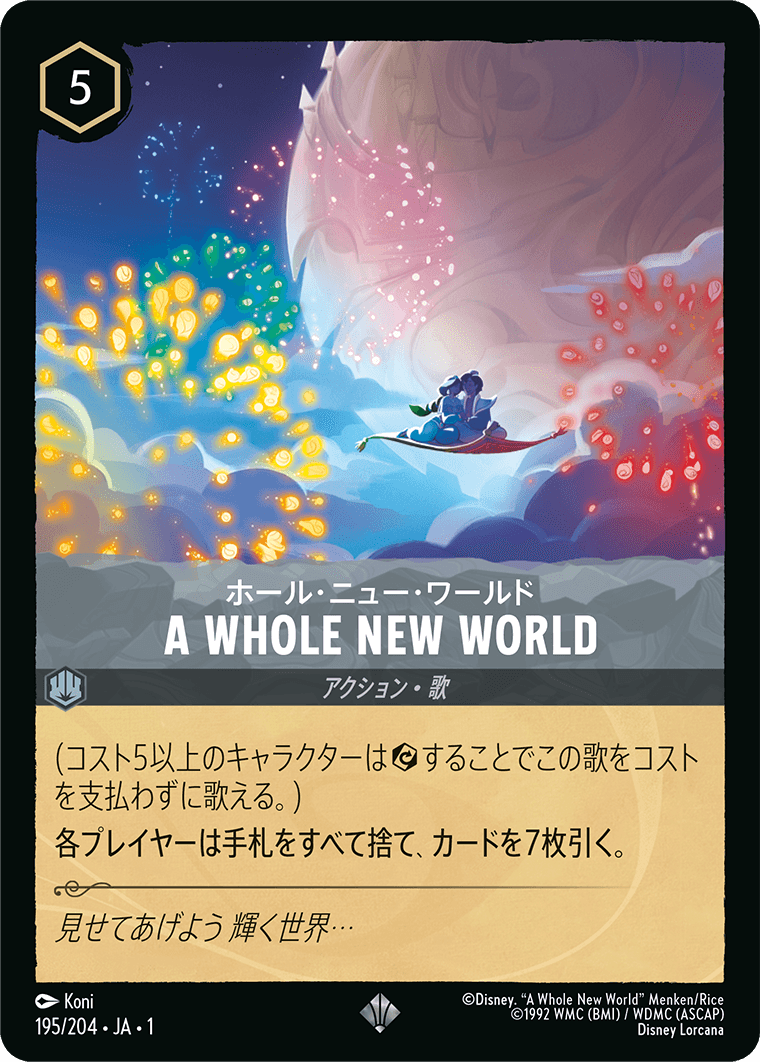 5
ホール・ニュー・ワールド
A WHOLE NEW WORLD
アクション・歌
(コスト5以上のキャラクターはすることでこの歌をコスト
を支払わずに歌える。)
各プレイヤーは手札をすべて捨て、カードを7枚引く。
見せてあげよう 輝く世界…
Koni
195/204・JA・1
©Disney. “A Whole New World” Menken/Rice
©1992 WMC (BMI) / WDMC (ASCAP)
Disney Lorcana